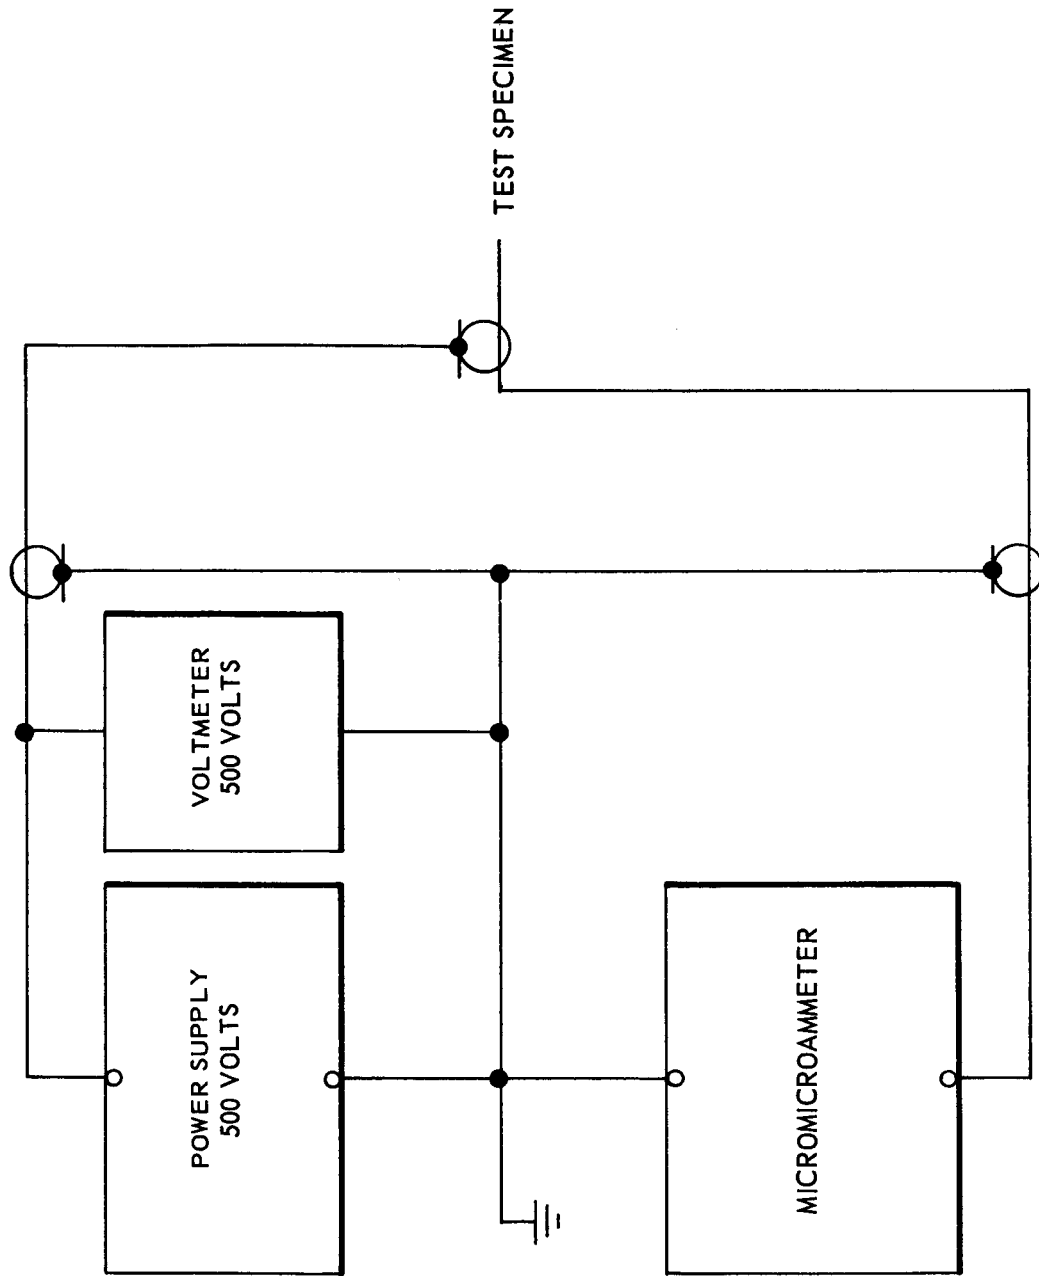 POWER SUPPLY
500 VOLTS
VOLTMETER
500 VOLTS
TEST SPECIMEN
MICROMICROAMMETER